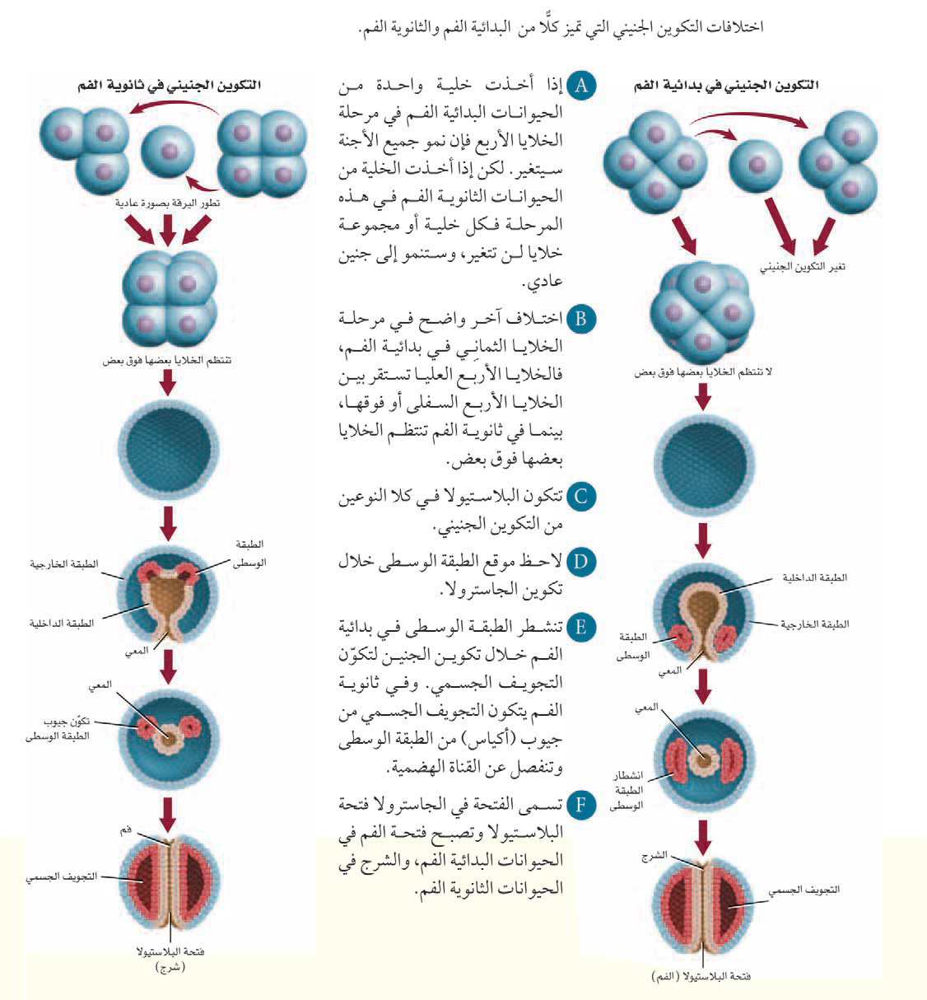 اختلافات التكوين الجنيني التي تميز كلًّا من البدائية الفم والثانوية الفم.
التكوين الجنيني في بدائية الفم
تغير التكوين الجنيني
لا تنتظم الخلايا بعضها فوق بعض
الطبقة الداخلية
الطبقة الخارجية
الطبقة
الوسطى
المعي
المعي
انشطار
الطبقة
الوسطى
الشرج
التجويف الجسمي
فتحة البلاستيولا (الفم)
A إذا أخذت خلية واحدة من
الحيوانات البدائية الفم في مرحلة
الخلايا الأربع فإن نمو جميع الأجنة
سيتغير. لكن إذا أخذت الخلية من
الحيوانات الثانوية الفم في هذه
المرحلة فكل خلية أو مجموعة
خلايا لن تتغير، وستنمو إلى جنين
عادي.
B اختلاف آخر واضح في مرحلة
الخلايا الثماني في بدائية الفم،
فالخلايا الأربع العليا تستقر بين
الخلايا الأربع السفلى أو فوقها،
بينما في ثانوية الفم تنتظم الخلايا
بعضها فوق بعض.
C تتكون البلاستيولا في كلا النوعين
من التكوين الجنيني.
D لاحظ موقع الطبقة الوسطى خلال
تكوين الجاسترولا.
E تنشطر الطبقة الوسطى في بدائية
الفم خلال تكوين الجنين لتكوّن
التجويف الجسمي. وفي ثانوية
الفم يتكون التجويف الجسمي من
جيوب (أكياس) من الطبقة الوسطى
وتنفصل عن القناة الهضمية.
F تسمى الفتحة في الجاسترولا فتحة
البلاستيولا وتصبح فتحة الفم في
الحيوانات البدائية الفم، والشرج في
الحيوانات الثانوية الفم.
التكوين الجنيني في ثانوية الفم
تطور اليرقة بصورة عادية
تنتظم الخلايا بعضها فوق بعض
الطبقة
الوسطى
الطبقة الخارجية
الطبقة الداخلية
المعي
المعي
تكوّن جيوب
الطبقة الوسطى
فم
التجويف الجسمي
فتحة البلاستيولا
(شرج)